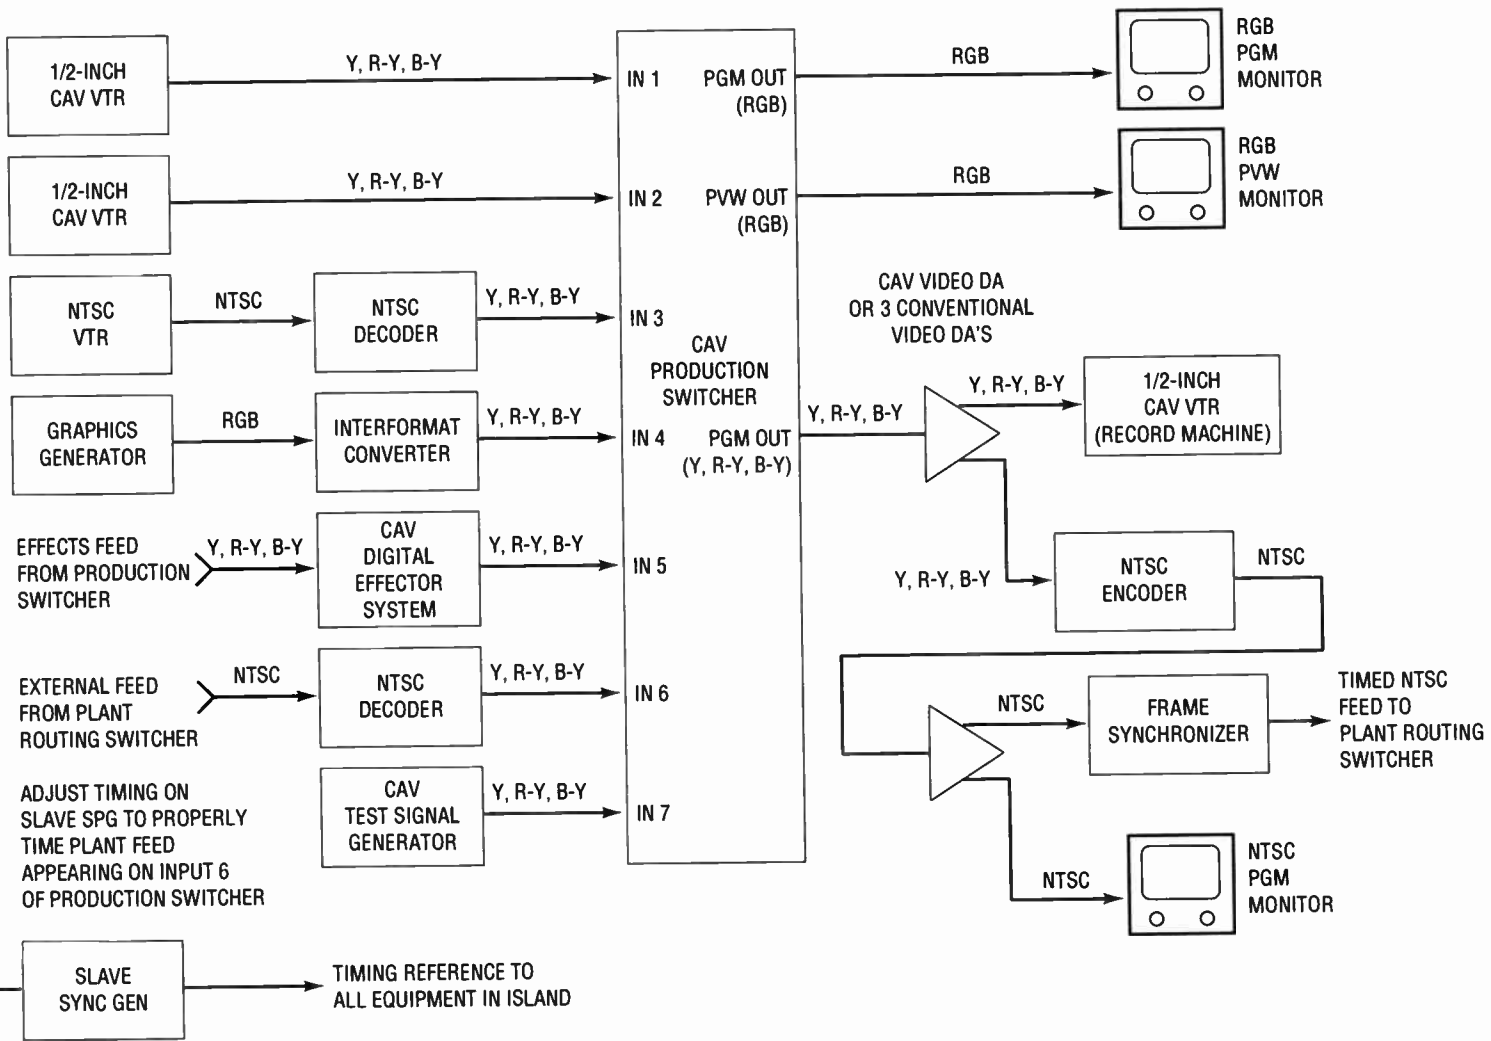 1/2-INCH
CAV VTR
Y, R-Y, B-Y
IN 1
PGM OUT
(RGB)
RGB
RGB
PGM
MONITOR
1/2-INCH
CAV VTR
Y, R-Y, B-Y
IN 2
PVW OUT
(RGB)
RGB
RGB
PVW
MONITOR
NTSC
VTR
NTSC
NTSC
DECODER
Y, R-Y, B-Y
IN 3
CAV
PRODUCTION
SWITCHER
CAV VIDEO DA
OR 3 CONVENTIONAL
VIDEO DA'S
GRAPHICS
GENERATOR
RGB
INTERFORMAT
CONVERTER
Y, R-Y, B-Y
IN 4
PGM OUT
(Y, R-Y, B-Y)
Y, R-Y, B-Y
Y, R-Y, B-Y
1/2-INCH
CAV VTR
(RECORD MACHINE)
EFFECTS FEED
FROM PRODUCTION
SWITCHER
Y, R-Y, B-Y
CAV
DIGITAL
EFFECTOR
SYSTEM
Y, R-Y, B-Y
IN 5
Y, R-Y, B-Y
NTSC
ENCODER
NTSC
EXTERNAL FEED
FROM PLANT
ROUTING SWITCHER
NTSC
NTSC
DECODER
Y, R-Y, B-Y
IN 6
NTSC
FRAME
SYNCHRONIZER
TIMED NTSC
FEED TO
PLANT ROUTING
SWITCHER
ADJUST TIMING ON
SLAVE SPG TO PROPERLY
TIME PLANT FEED
APPEARING ON INPUT 6
OF PRODUCTION SWITCHER
CAV
TEST SIGNAL
GENERATOR
Y, R-Y, B-Y
IN 7
NTSC
NTSC
PGM
MONITOR
SLAVE
SYNC GEN
TIMING REFERENCE TO
ALL EQUIPMENT IN ISLAND